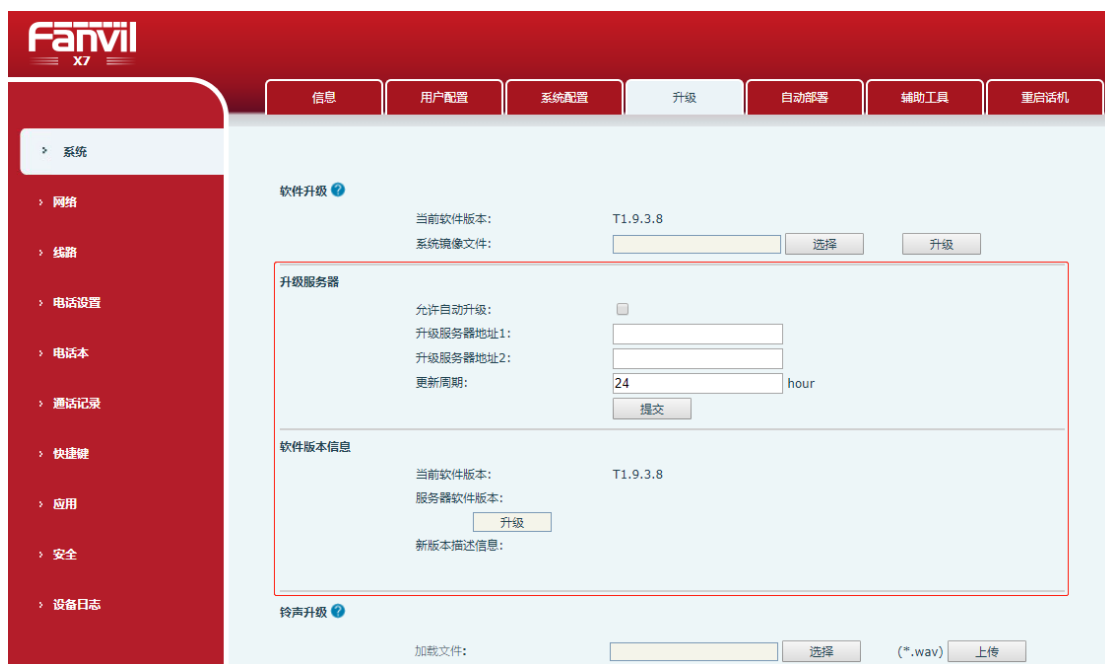 Fanvil
X7
信息 用户配置 系统配置 升级 自动部署 辅助工具 重启话机
系统
网络
线路
电话设置
电话本
通话记录
快捷键
应用
安全
设备日志
软件升级 ?
当前软件版本: T1.9.3.8
系统镜像文件: 选择 升级
升级服务器
允许自动升级:
升级服务器地址1:
升级服务器地址2:
更新周期: 24 hour
提交
软件版本信息
当前软件版本: T1.9.3.8
服务器软件版本:
升级
新版本描述信息:
铃声升级 ?
加载文件: 选择 (*.wav) 上传